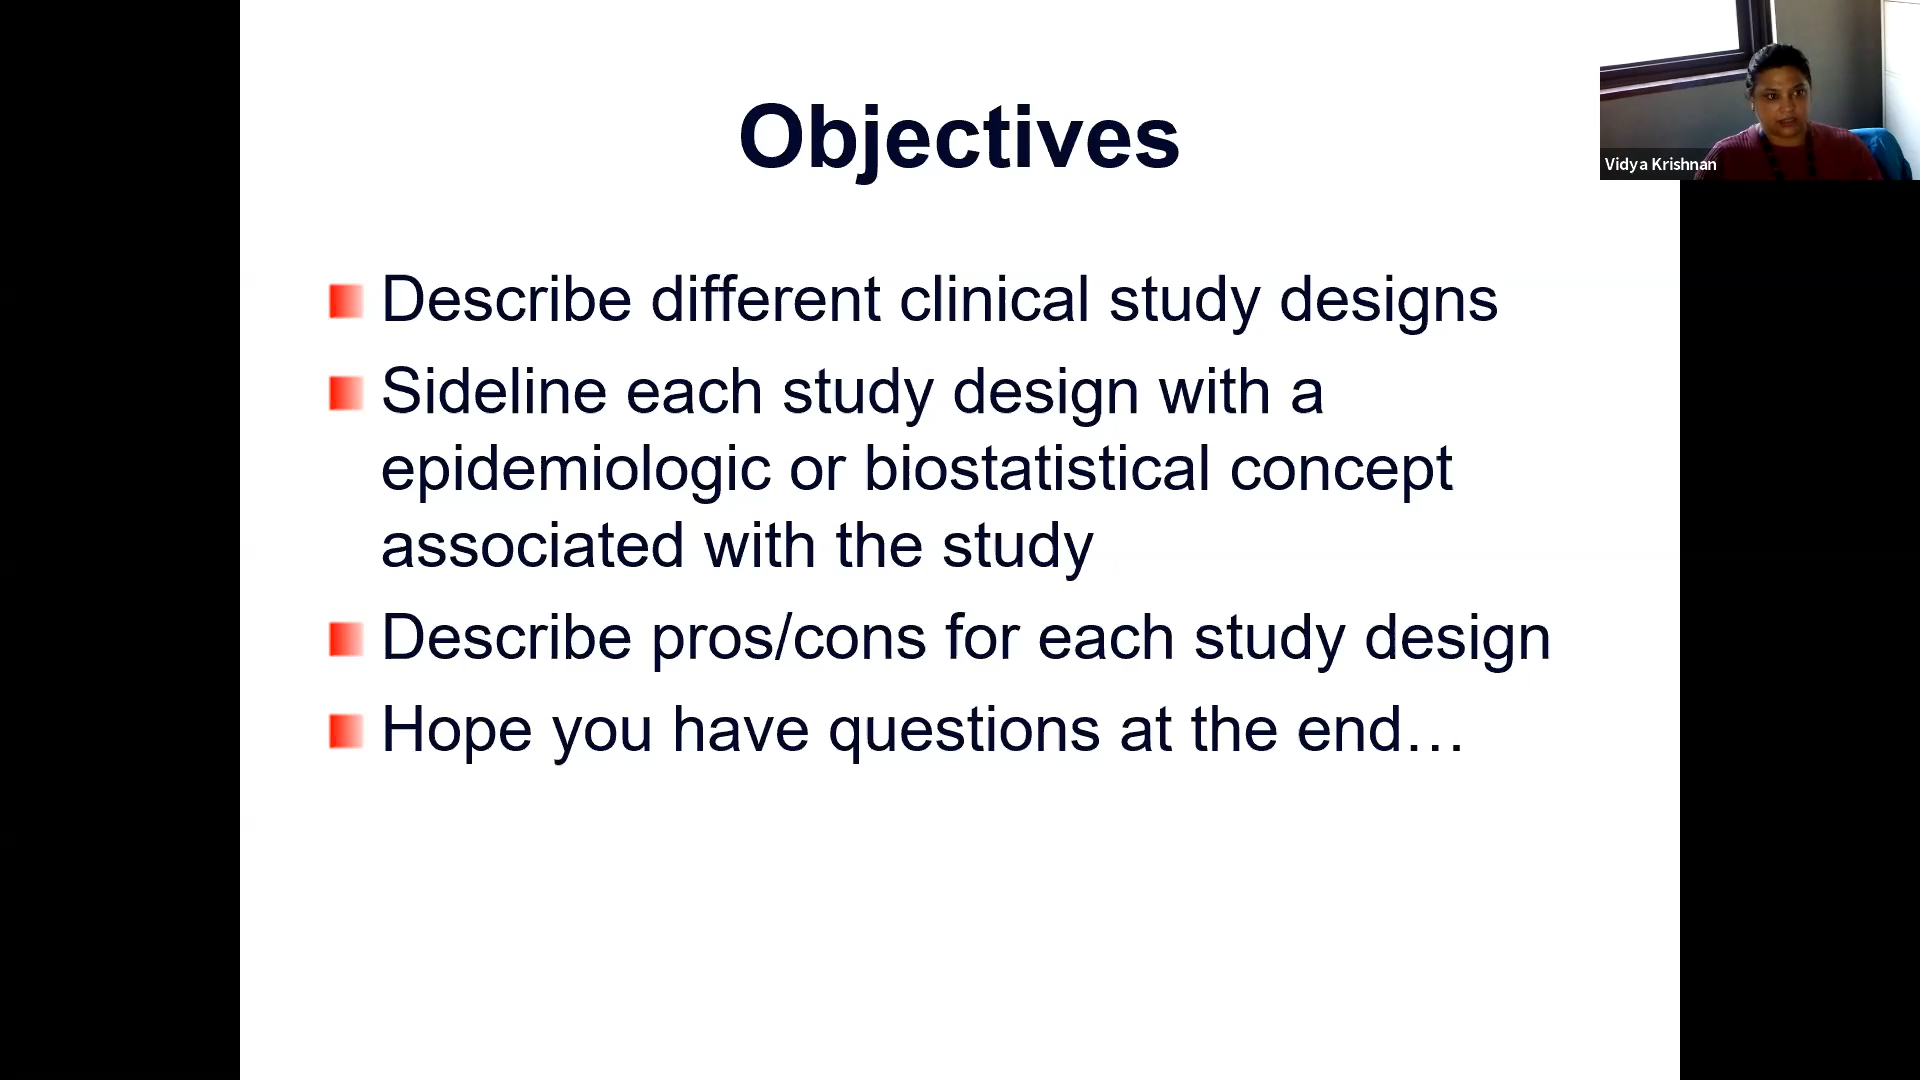 Objectives
Vidya Krishnan
Describe different clinical study designs
Sideline each study design with a
epidemiologic or biostatistical concept
associated with the study
Describe pros/cons for each study design
Hope you have questions at the end…